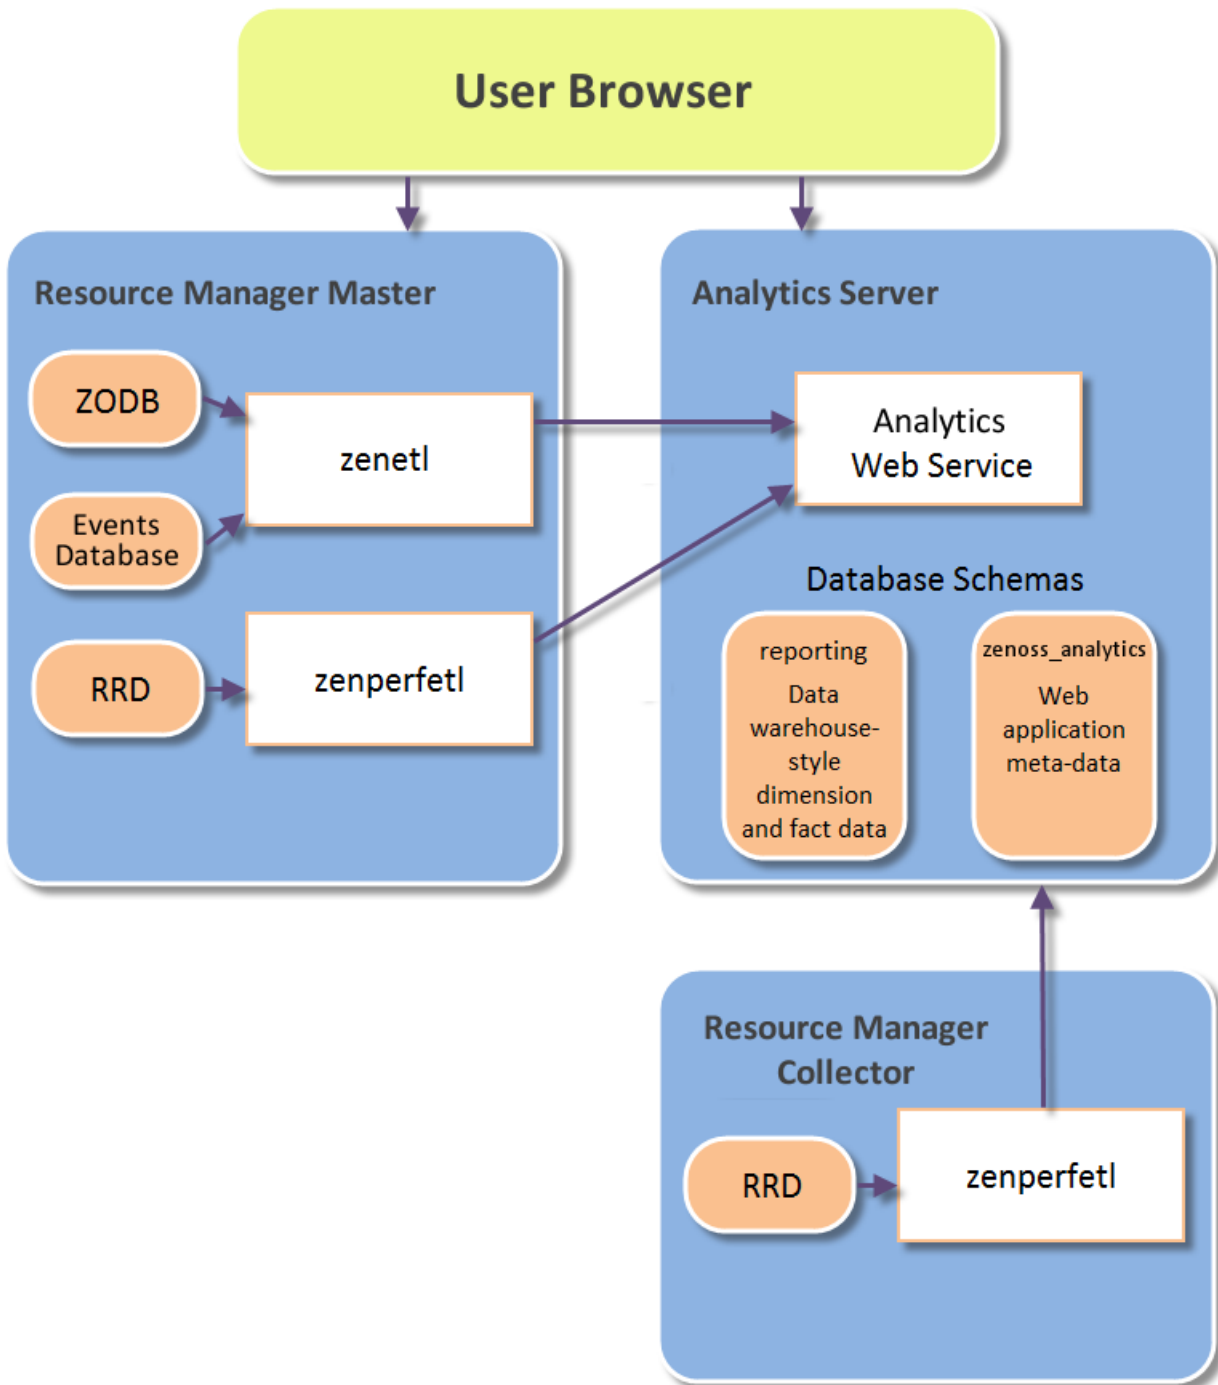 User Browser
Resource Manager Master
ZODB
zenetl
Events
Database
RRD
zenperfetl
Analytics Server
Analytics
Web Service
Database Schemas
reporting
Data
warehouse-
style
dimension
and fact data
zenoss_analytics
Web
application
meta-data
Resource Manager
Collector
RRD
zenperfetl